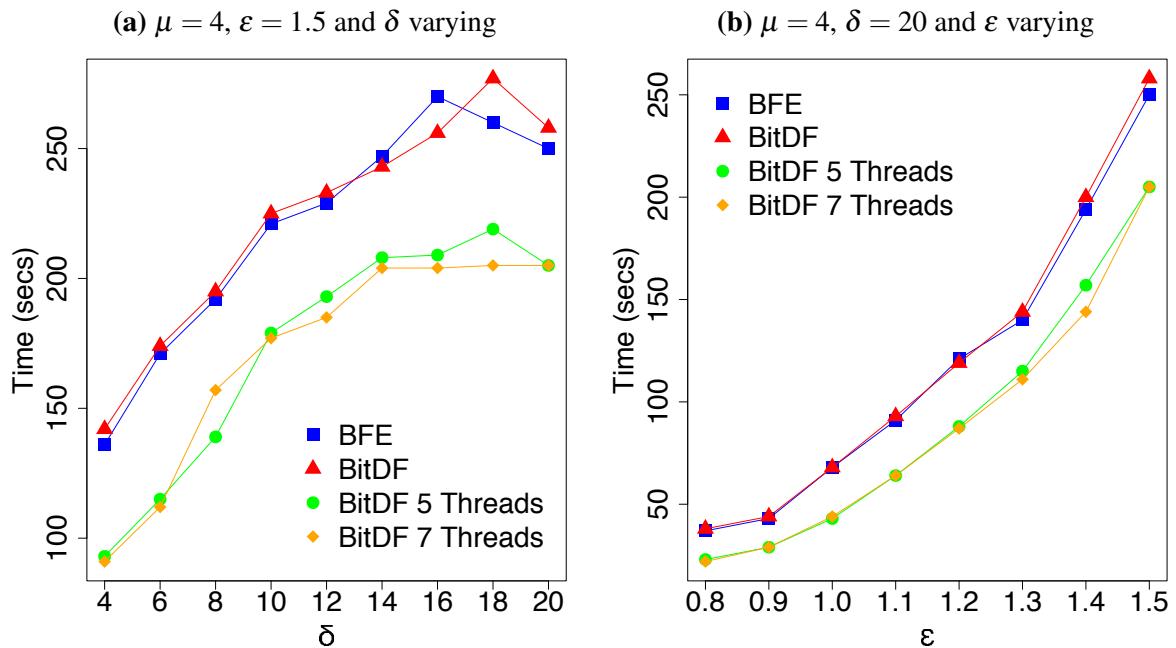 (a) μ = 4, ε = 1.5 and δ varying
250
200
150
100
Time (secs)
BFE
BitDF
BitDF 5 Threads
BitDF 7 Threads
4 6 8 10 12 14 16 18 20
δ
(b) μ = 4, δ = 20 and ε varying
250
200
150
100
50
Time (secs)
BFE
BitDF
BitDF 5 Threads
BitDF 7 Threads
0.8 0.9 1.0 1.1 1.2 1.3 1.4 1.5
ε